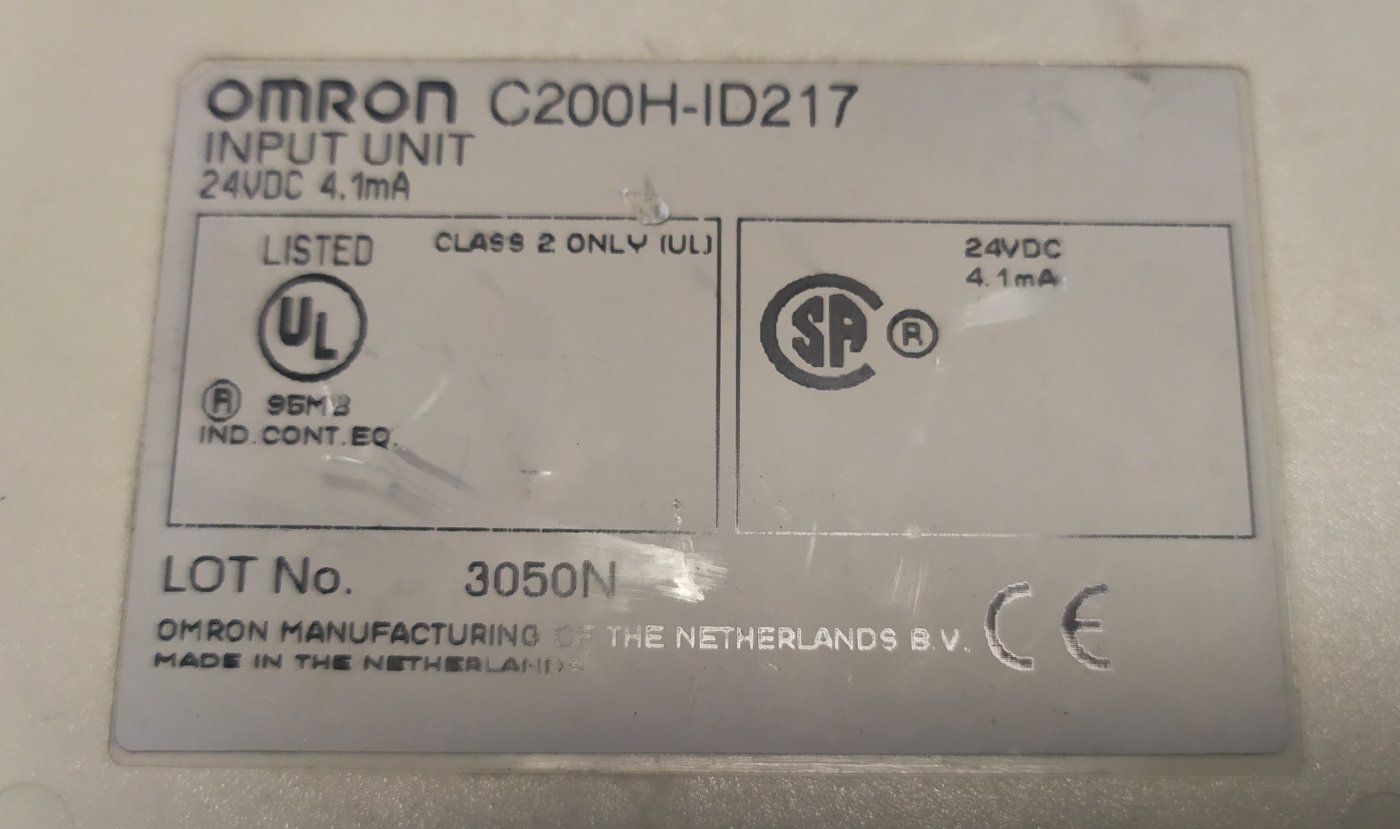 OMRON C200H-ID217
INPUT UNIT
24VDC 4.1mA
LISTED
CLASS 2 ONLY (UL)
UL
® 95M3
IND.CONT.EQ.
24VDC
4.1mA
CSA ®
LOT No. 3050N
OMRON MANUFACTURING OF THE NETHERLANDS B.V.
MADE IN THE NETHERLANDS
CE